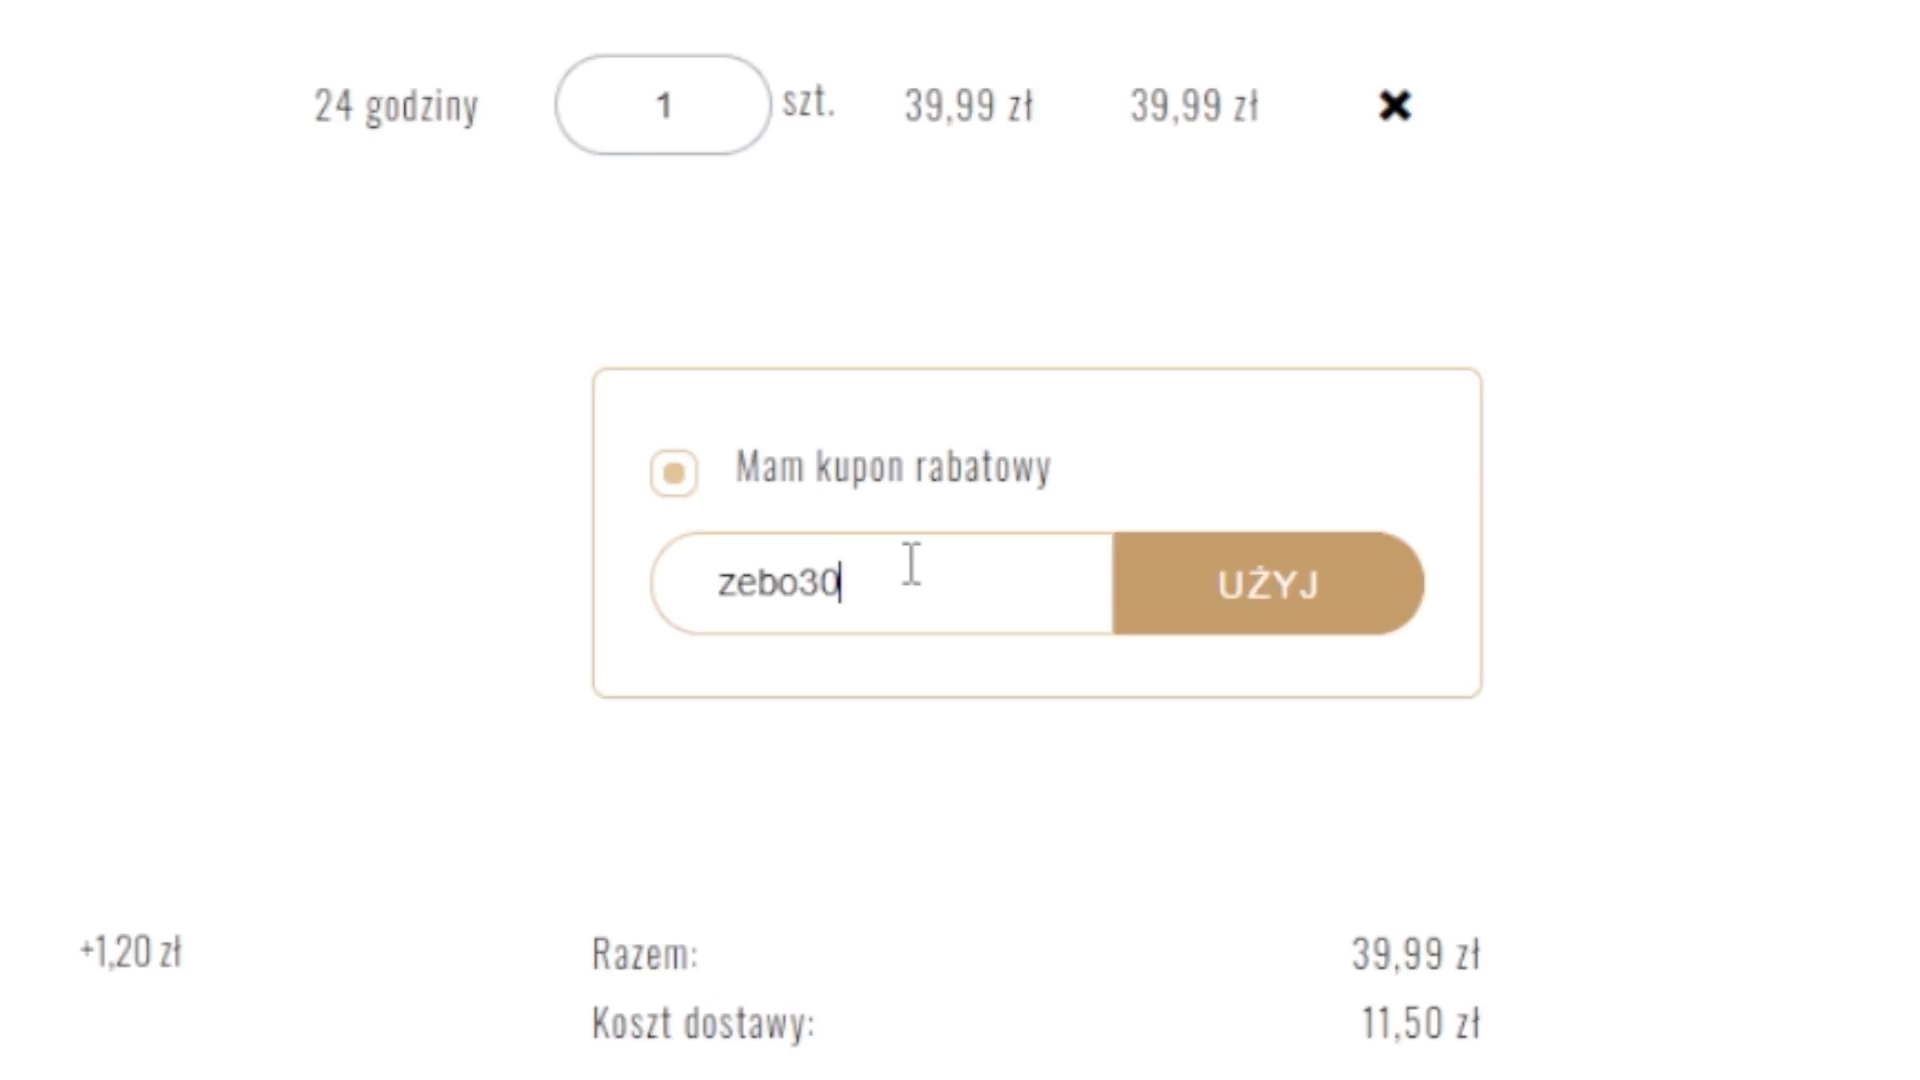 24 godziny 1 szt. 39,99 zł 39,99 zł
Mam kupon rabatowy
zebo30 UŻYJ
+1,20 zł
Razem: 39,99 zł
Koszt dostawy: 11,50 zł